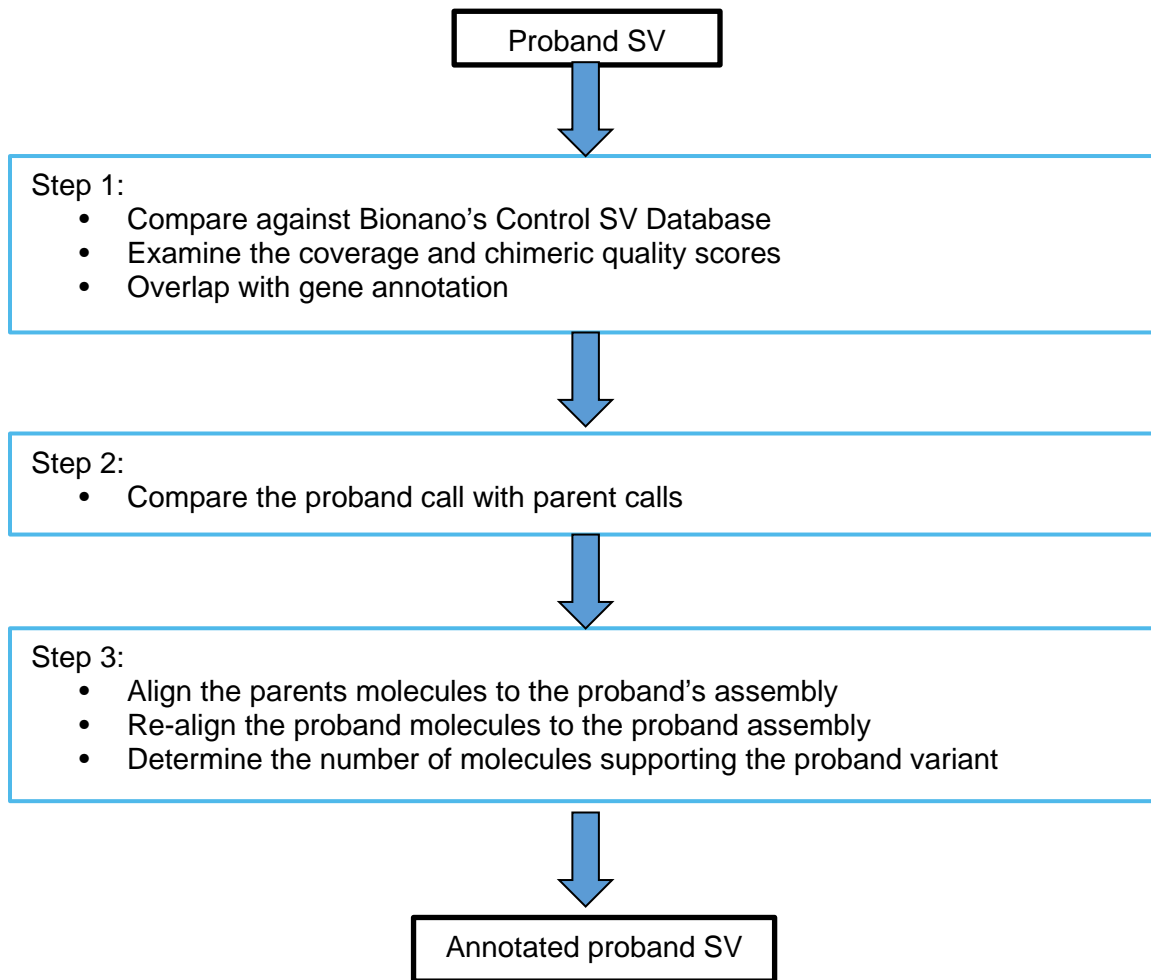 Proband SV
Step 1:
• Compare against Bionano’s Control SV Database
• Examine the coverage and chimeric quality scores
• Overlap with gene annotation
Step 2:
• Compare the proband call with parent calls
Step 3:
• Align the parents molecules to the proband’s assembly
• Re-align the proband molecules to the proband assembly
• Determine the number of molecules supporting the proband variant
Annotated proband SV